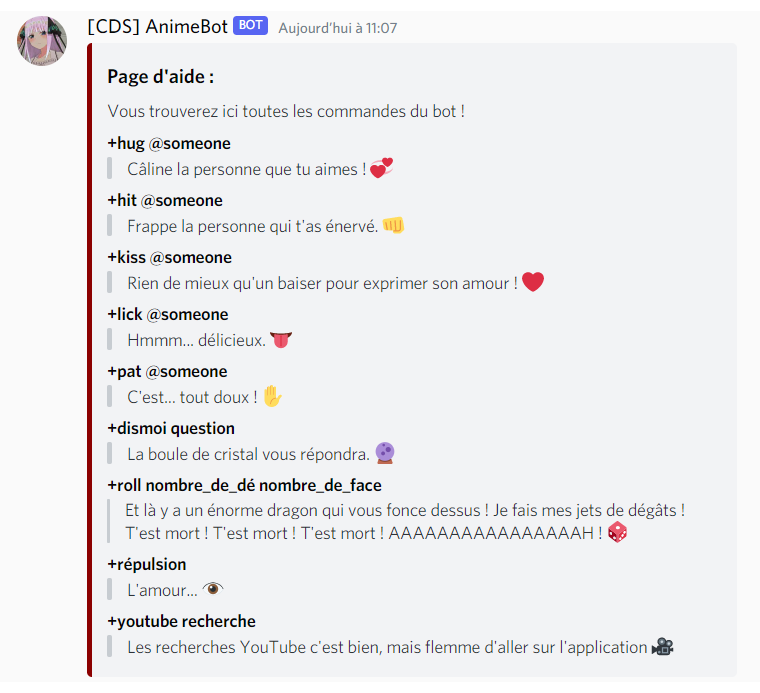 [CDS] AnimeBot BOT Aujourd'hui à 11:07
Page d'aide :
Vous trouverez ici toutes les commandes du bot !
+hug @someone
Câline la personne que tu aimes ! 💞
+hit @someone
Frappe la personne qui t'as énervé. 👊
+kiss @someone
Rien de mieux qu'un baiser pour exprimer son amour ! ❤️
+lick @someone
Hmmm... délicieux. 👅
+pat @someone
C'est... tout doux ! ✋
+dismoi question
La boule de cristal vous répondra. 🔮
+roll nombre_de_dé nombre_de_face
Et là y a un énorme dragon qui vous fonce dessus ! Je fais mes jets de dégâts !
T'est mort ! T'est mort ! T'est mort ! AAAAAAAAAAAAAAAAH ! 🎲
+répulsion
L'amour... 👁️
+youtube recherche
Les recherches YouTube c'est bien, mais flemme d'aller sur l'application 🎥